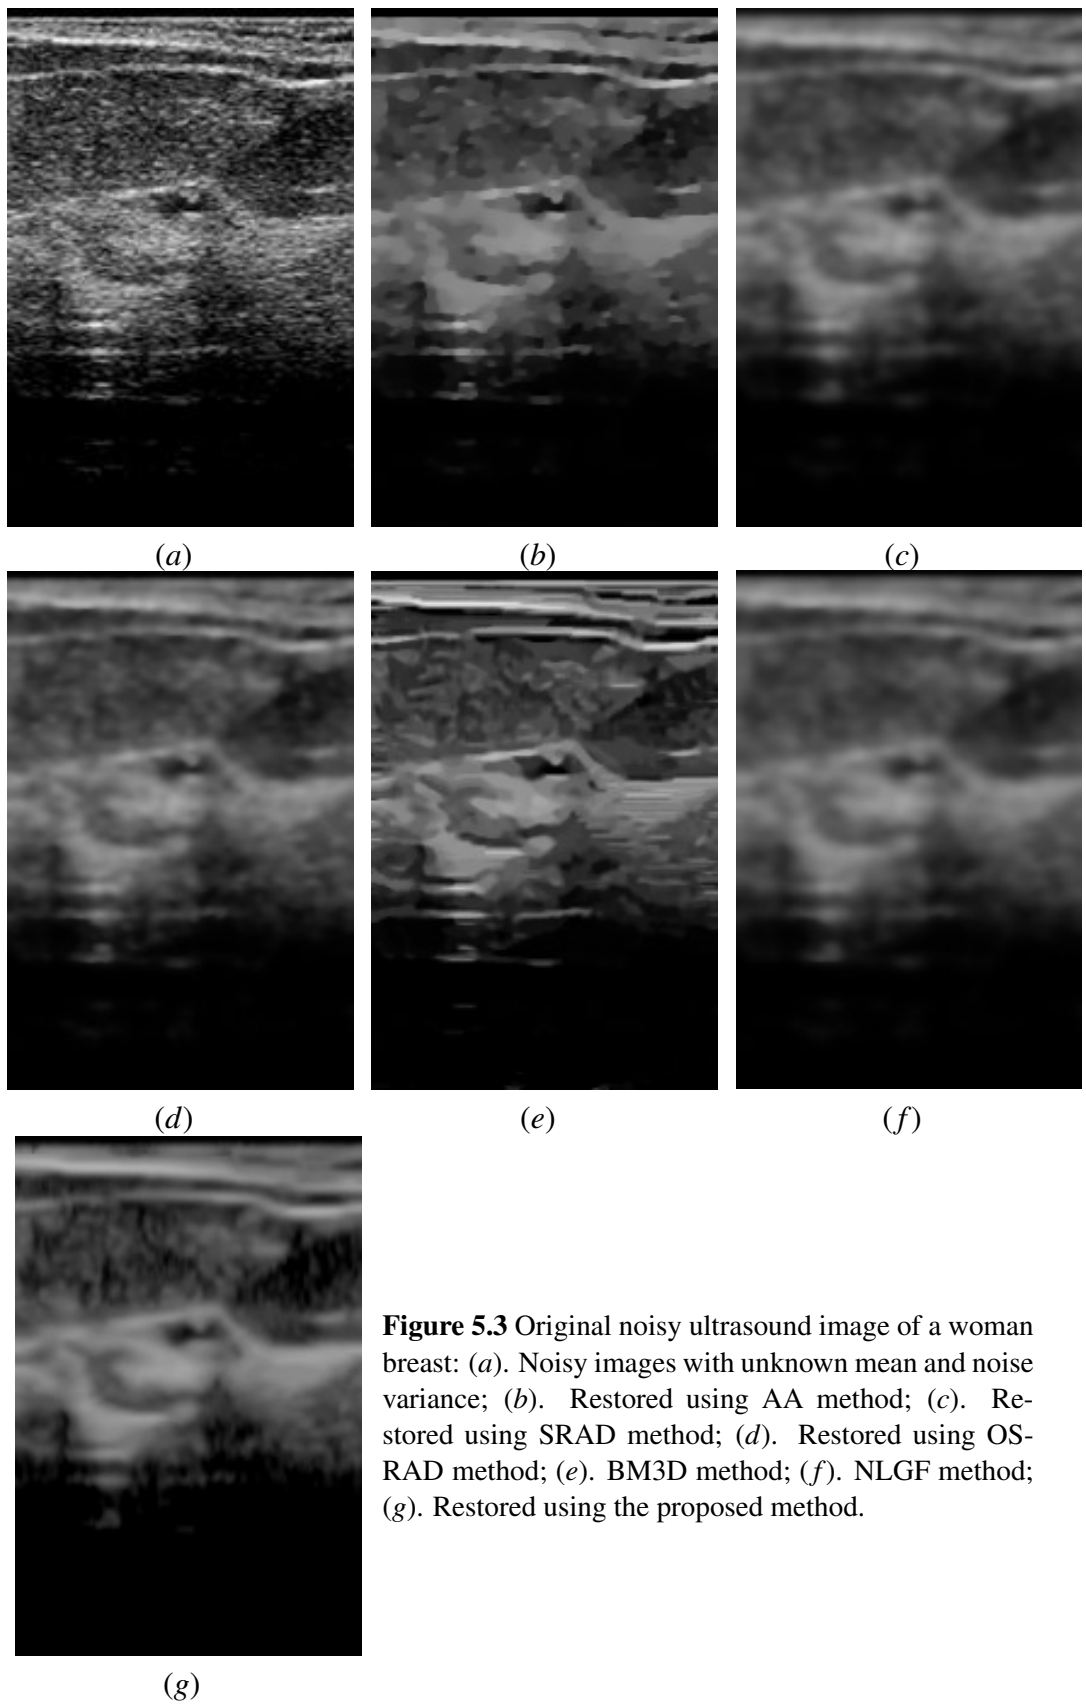 (a)
(b)
(c)
(d)
(e)
(f)
(g)
Figure 5.3 Original noisy ultrasound image of a woman
breast: (a). Noisy images with unknown mean and noise
variance; (b). Restored using AA method; (c). Re-
stored using SRAD method; (d). Restored using OS-
RAD method; (e). BM3D method; (f). NLGF method;
(g). Restored using the proposed method.